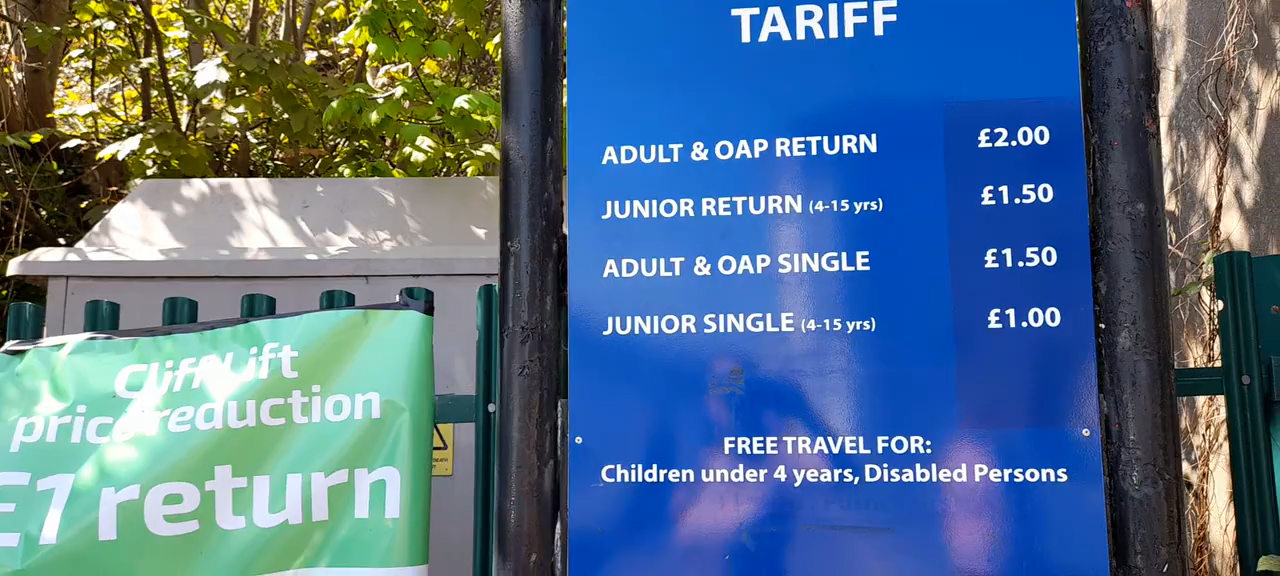 TARIFF
ADULT & OAP RETURN £2.00
JUNIOR RETURN (4-15 yrs) £1.50
ADULT & OAP SINGLE £1.50
JUNIOR SINGLE (4-15 yrs) £1.00
FREE TRAVEL FOR:
Children under 4 years, Disabled Persons
Cliff Lift
price reduction
£1 return